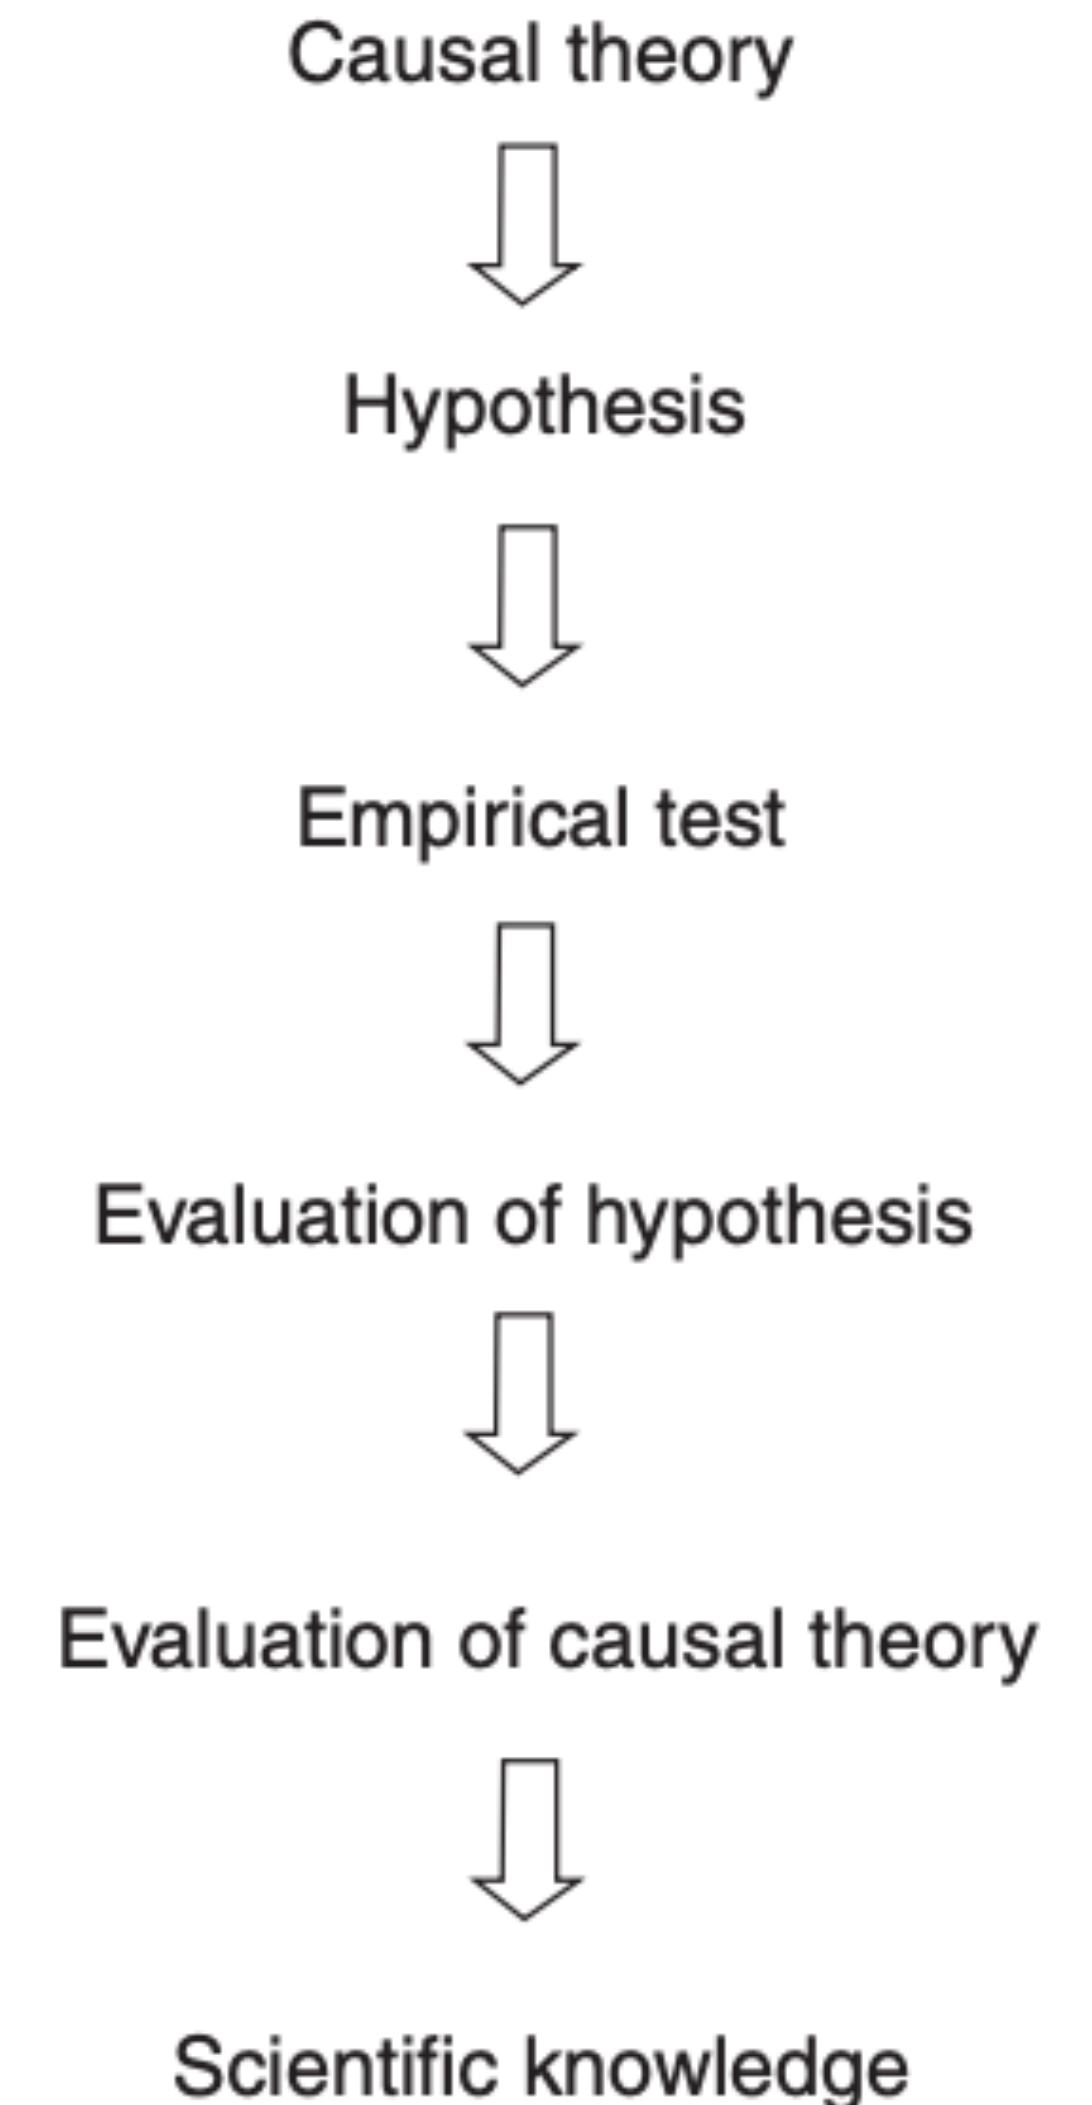 Causal theory
Hypothesis
Empirical test
Evaluation of hypothesis
Evaluation of causal theory
Scientific knowledge